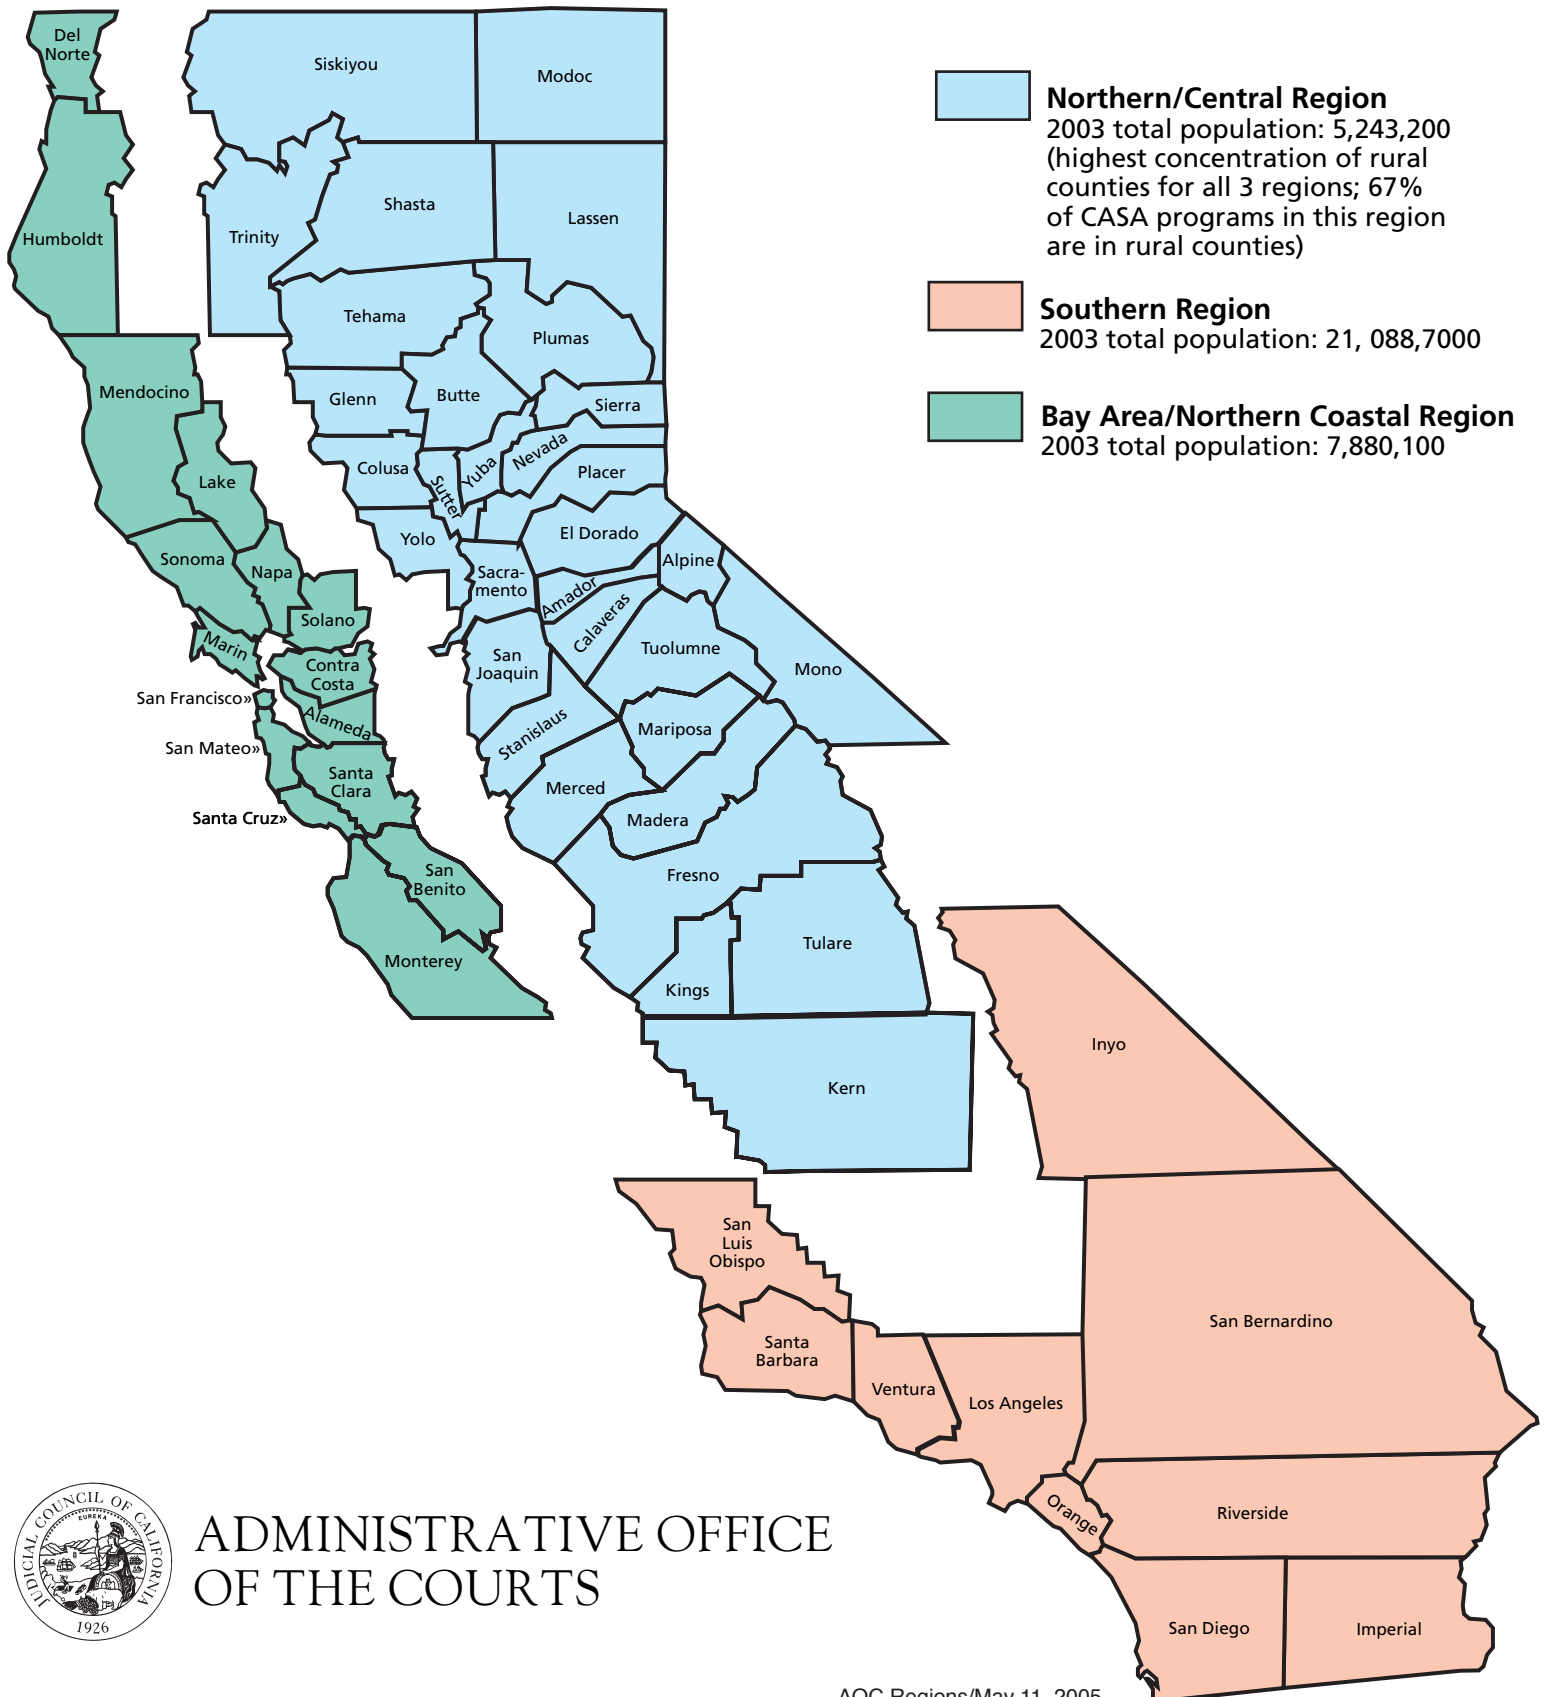 Del
Norte
Siskiyou
Modoc
Humboldt
Trinity
Shasta
Lassen
Tehama
Plumas
Mendocino
Glenn
Butte
Sierra
Lake
Colusa
Sutter
Yuba
Nevada
Placer
Sonoma
Napa
Yolo
El Dorado
Alpine
Solano
Sacra-
mento
Amador
Calaveras
Marin
Contra
Costa
San
Joaquin
Tuolumne
Mono
San Francisco»
Alameda
Stanislaus
Mariposa
San Mateo»
Santa
Clara
Merced
Santa Cruz»
Madera
San
Benito
Fresno
Monterey
Kings
Tulare
Kern
Inyo
San
Luis
Obispo
Santa
Barbara
Ventura
Los Angeles
San Bernardino
Orange
Riverside
San Diego
Imperial
Northern/Central Region
2003 total population: 5,243,200
(highest concentration of rural
counties for all 3 regions; 67%
of CASA programs in this region
are in rural counties)
Southern Region
2003 total population: 21, 088,7000
Bay Area/Northern Coastal Region
2003 total population: 7,880,100
JUDICIAL COUNCIL OF CALIFORNIA
EUREKA
1926
ADMINISTRATIVE OFFICE
OF THE COURTS
AOC Regions/May 11, 2005